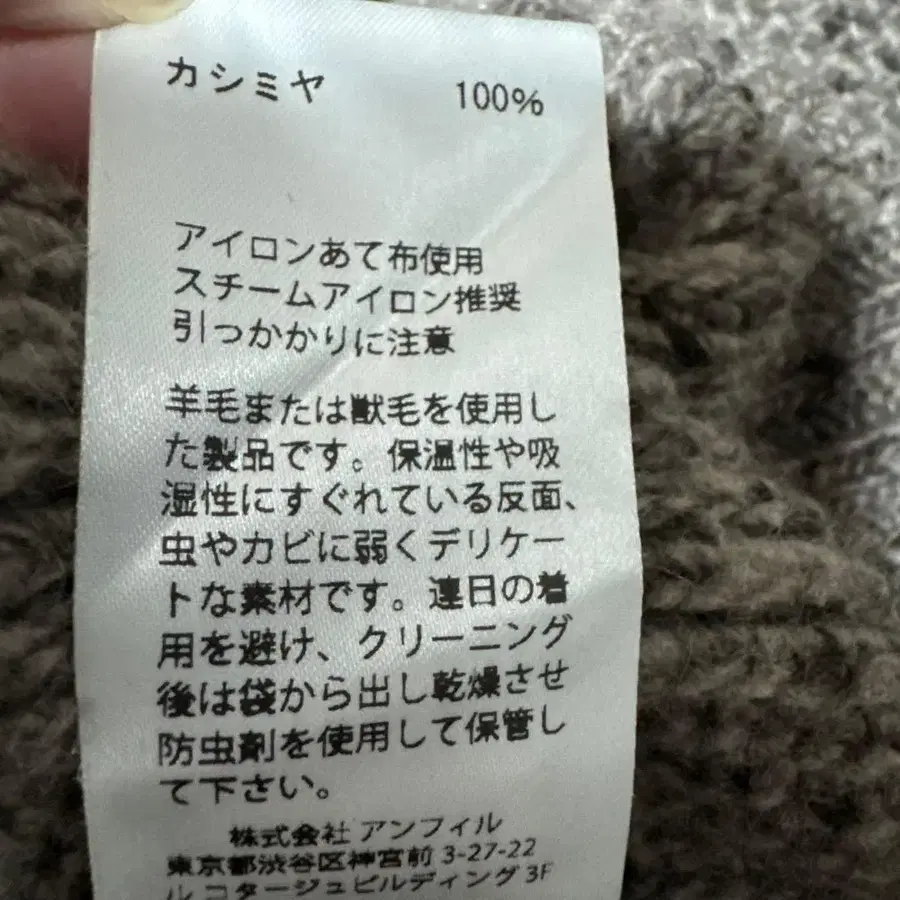 カシミヤ 100%
アイロンあて布使用
スチームアイロン推奨
引っかかりに注意
羊毛または獣毛を使用し
た製品です。保温性や吸
湿性にすぐれている反面、
虫やカビに弱くデリケー
トな素材です。連日の着
用を避け、クリーニング
後は袋から出し乾燥させ
防虫剤を使用して保管し
て下さい。
株式会社 アンフィル
東京都渋谷区神宮前 3-27-22
ル コタージュビルディング 3F